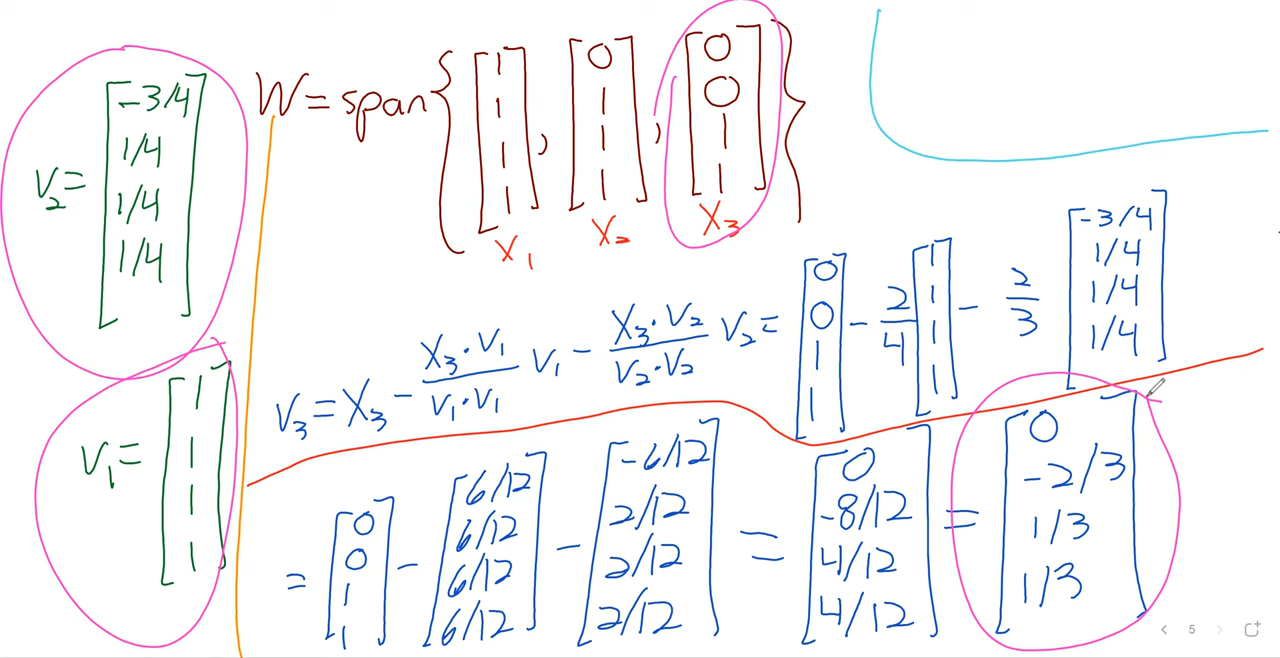 W = span { [1 1 1 1], [0 1 1 1], [0 0 1 1] }
x₁ x₂ x₃
v₂ = [-3/4 1/4 1/4 1/4]
v₁ = [1 1 1 1]
v₃ = x₃ - (x₃·v₁)/(v₁·v₁) v₁ - (x₃·v₂)/(v₂·v₂) v₂ = [0 0 1 1] - 2/4 [1 1 1 1] - 2/3 [-3/4 1/4 1/4 1/4]
= [0 0 1 1] - [6/12 6/12 6/12 6/12] - [-6/12 2/12 2/12 2/12] = [0 -8/12 4/12 4/12] = [0 -2/3 1/3 1/3]
5